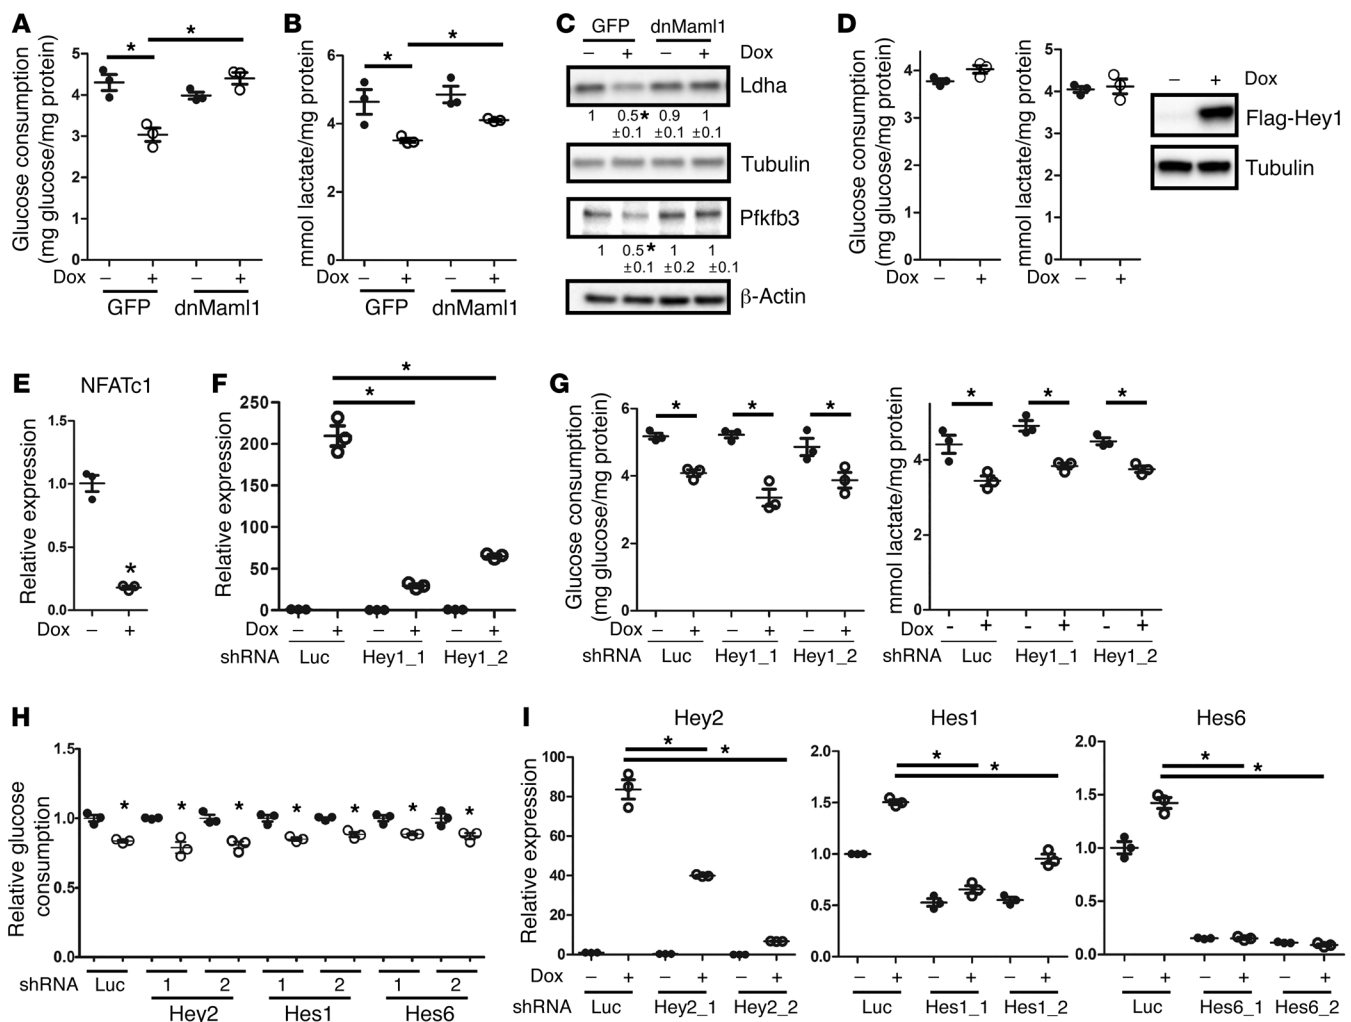 A
Glucose consumption
(mg glucose/mg protein)
5
4
3
2
1
0
* *
Dox – + – +
GFP dnMaml1
B
mmol lactate/mg protein
6
4
2
0
* *
Dox – + – +
GFP dnMaml1
C
GFP dnMaml1
– + – + Dox
Ldha
1 0.5* 0.9 1
±0.1 ±0.1 ±0.1
Tubulin
Pfkfb3
1 0.5* 1 1
±0.1 ±0.2 ±0.1
β-Actin
D
Glucose consumption
(mg glucose/mg protein)
4
3
2
1
0
Dox – +
mmol lactate/mg protein
5
4
3
2
1
0
Dox – +
– + Dox
Flag-Hey1
Tubulin
E
NFATc1
Relative expression
1.5
1.0
0.5
0.0
*
Dox – +
F
Relative expression
250
200
150
100
50
0
* *
Dox – + – + – +
shRNA Luc Hey1_1 Hey1_2
G
Glucose consumption
(mg glucose/mg protein)
6
4
2
0
* * *
Dox – + – + – +
shRNA Luc Hey1_1 Hey1_2
mmol lactate/mg protein
4
2
0
* * *
Dox - + - + - +
shRNA Luc Hey1_1 Hey1_2
H
Relative glucose
consumption
1.5
1.0
0.5
0.0
* * * * * * *
shRNA Luc 1 2 1 2 1 2
Hey2 Hes1 Hes6
I
Relative expression
Hey2
100
80
60
40
20
0
* *
Dox – + – + – +
shRNA Luc Hey2_1 Hey2_2
Hes1
2.0
1.5
1.0
0.5
0.0
* *
– + – + – +
Luc Hes1_1 Hes1_2
Hes6
2.0
1.5
1.0
0.5
0.0
* *
– + – + – +
Luc Hes6_1 Hes6_2